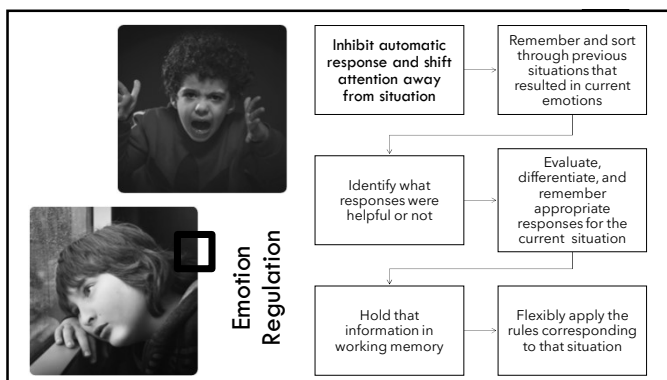 Inhibit automatic
response and shift
attention away
from situation
Remember and sort
through previous
situations that
resulted in current
emotions
Identify what
responses were
helpful or not
Evaluate,
differentiate, and
remember
appropriate
responses for the
current situation
Hold that
information in
working memory
Flexibly apply the
rules corresponding
to that situation
Emotion
Regulation